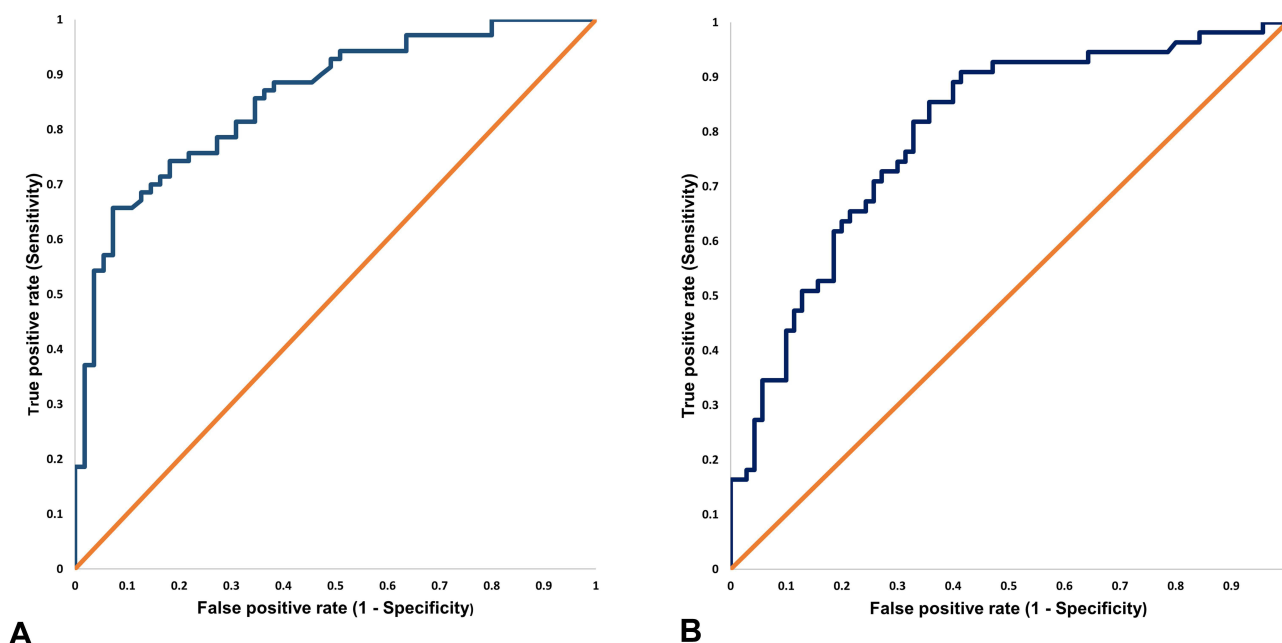 1
0.9
0.8
0.7
0.6
0.5
0.4
0.3
0.2
0.1
0
True positive rate (Sensitivity)
0 0.1 0.2 0.3 0.4 0.5 0.6 0.7 0.8 0.9 1
False positive rate (1 - Specificity)
A
1
0.9
0.8
0.7
0.6
0.5
0.4
0.3
0.2
0.1
0
True positive rate (Sensitivity)
0 0.1 0.2 0.3 0.4 0.5 0.6 0.7 0.8 0.9
False positive rate (1 - Specificity)
B